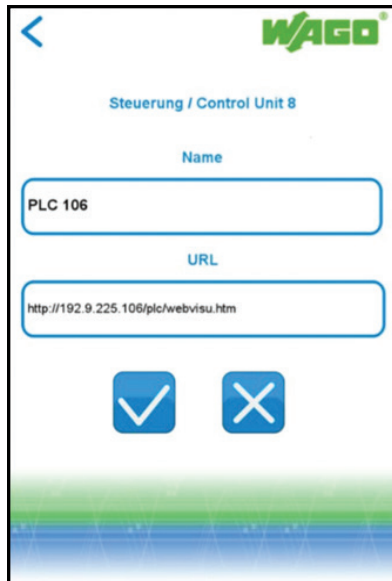 WAGO®
Steuerung / Control Unit 8
Name
PLC 106
URL
http://192.9.225.106/plc/webvisu.htm